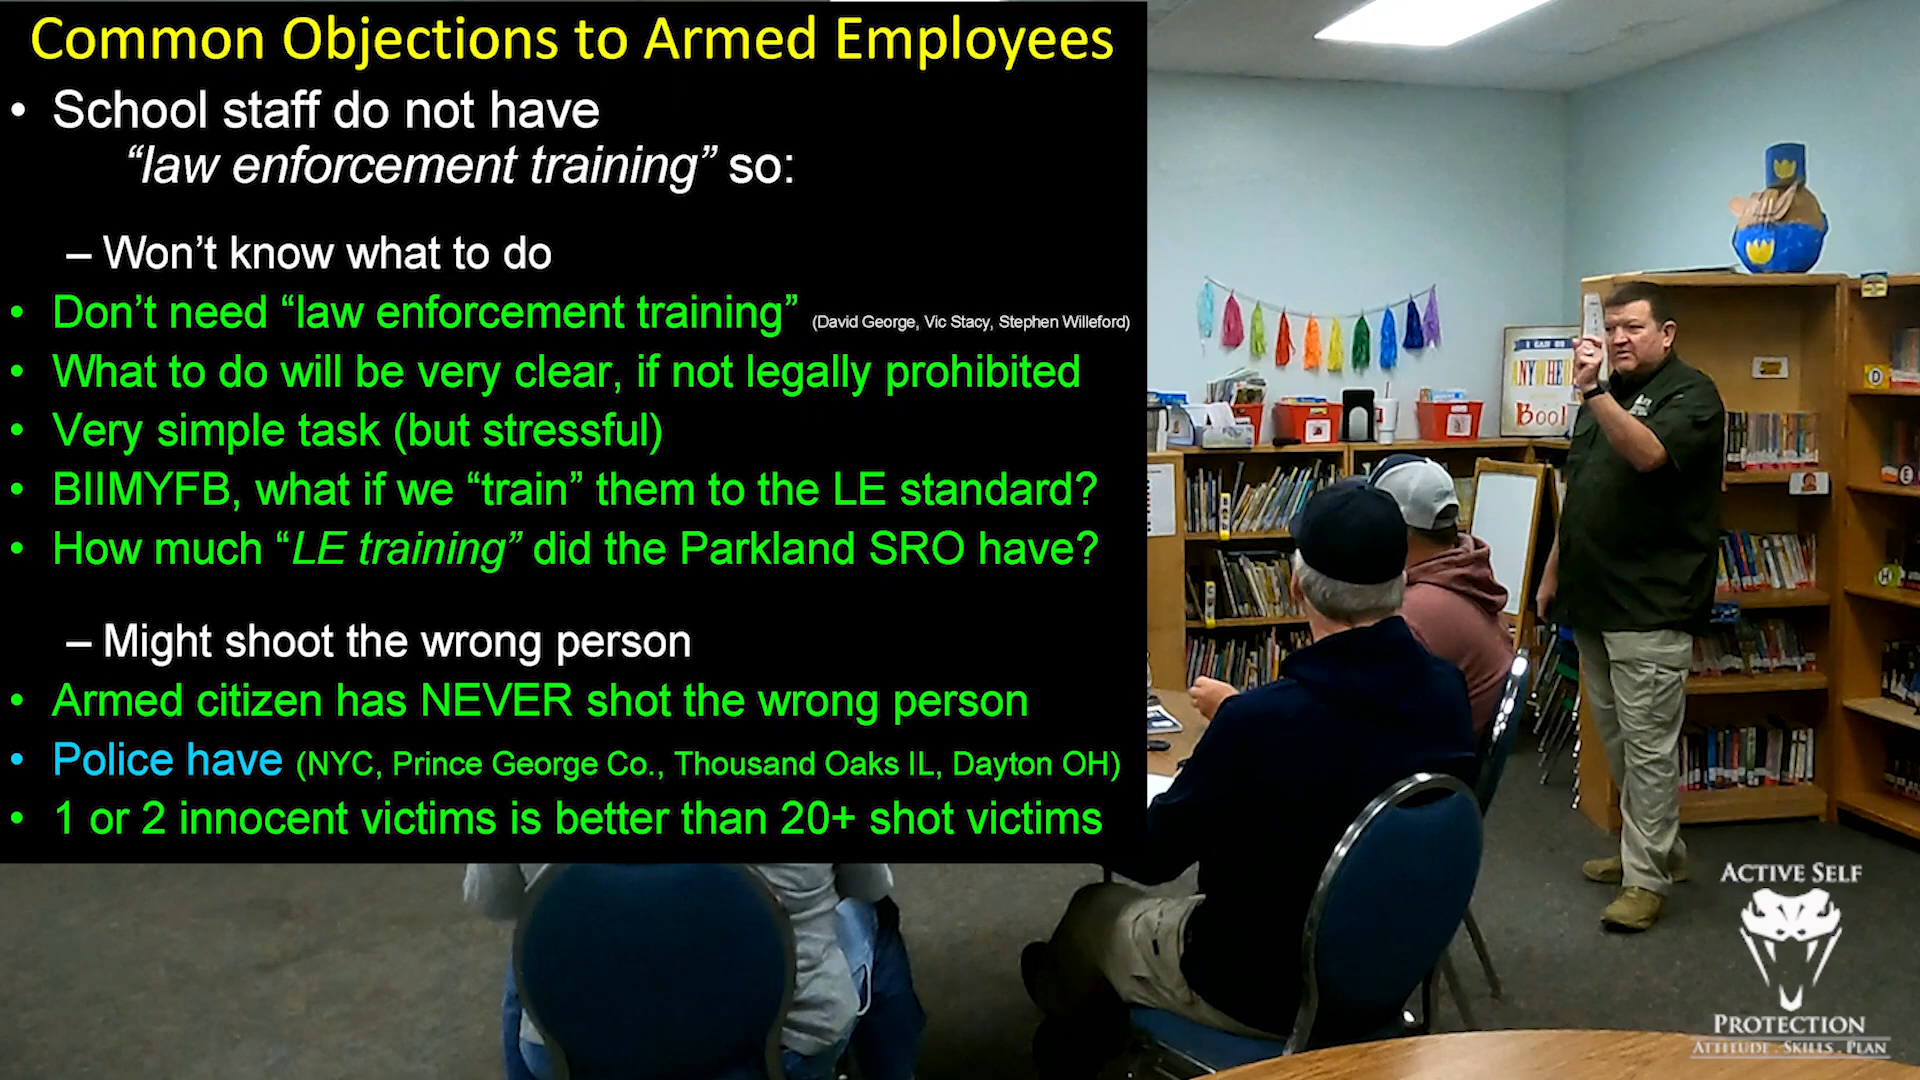 Common Objections to Armed Employees
• School staff do not have
“law enforcement training” so:
– Won’t know what to do
• Don’t need “law enforcement training” (David George, Vic Stacy, Stephen Willeford)
• What to do will be very clear, if not legally prohibited
• Very simple task (but stressful)
• BIIMYFB, what if we “train” them to the LE standard?
• How much “LE training” did the Parkland SRO have?
– Might shoot the wrong person
• Armed citizen has NEVER shot the wrong person
• Police have (NYC, Prince George Co., Thousand Oaks IL, Dayton OH)
• 1 or 2 innocent victims is better than 20+ shot victims
I CAN GO
ANYWHERE
Book
D
E
H
ACTIVE SELF
PROTECTION
ATTITUDE . SKILLS . PLAN